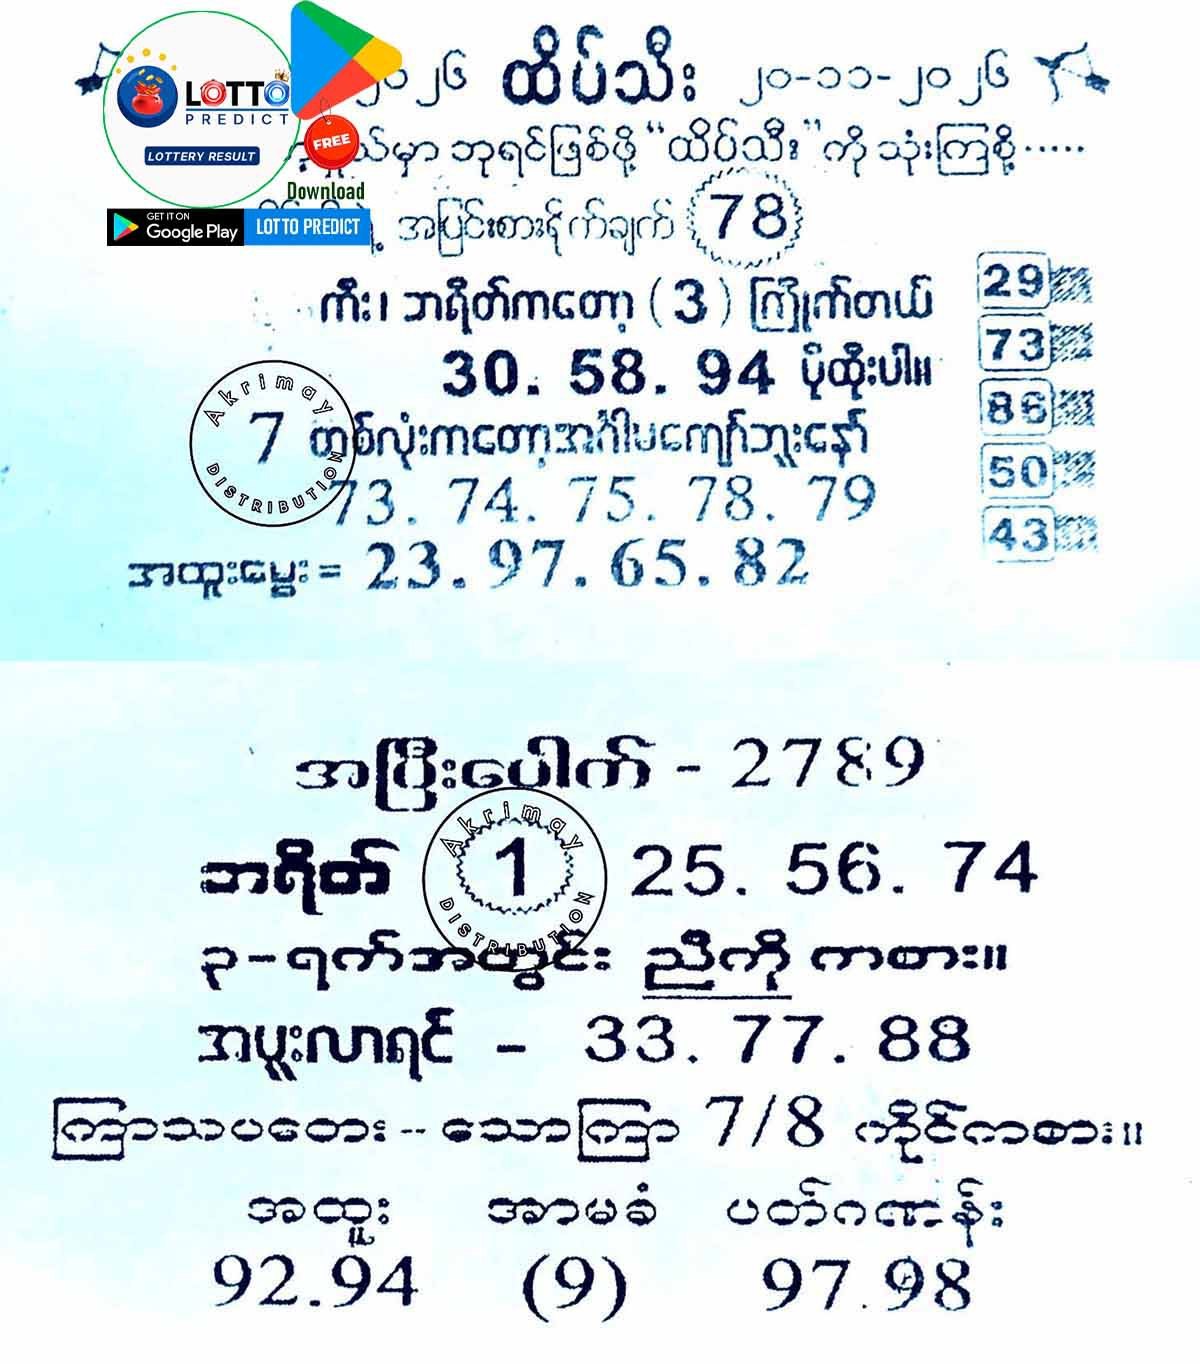 ၂၀၂၆ ထိပ်သီး ၂၀-၁၁-၂၀၂၆
LOTTO
PREDICT
LOTTERY RESULT
FREE
Download
GET IT ON
Google Play
LOTTO PREDICT
ဘုရင်ဖြစ်ဖို့ “ထိပ်သီး” ကို သုံးကြစို့ .....
အပြင်းစားရိုက်ချက် 78
ကီး၊ ဘရိတ်ကတော့ ( 3 ) ကြိုက်တယ်
30. 58. 94 ပိုထိုးပါ။
7 တစ်လုံးကတော့ အင်္ဂါမကျော်ဘူးနော်
73. 74. 75. 78. 79
အထူးမွေး = 23. 97. 65. 82
29
73
86
50
43
Akrimay
DISTRIBUTION
အပြီးပေါက် - 2789
ဘရိတ် 1 25. 56. 74
Akrimay
DISTRIBUTION
၃-ရက်အတွင်း ညီကို ကစား။
အပူးလာရင် - 33. 77. 88
ကြာသပတေး -- သောကြာ 7/8 ကိုင်ကစား။
အထူး အာမခံ ပတ်ဂဏန်း
92.94 (9) 97.98